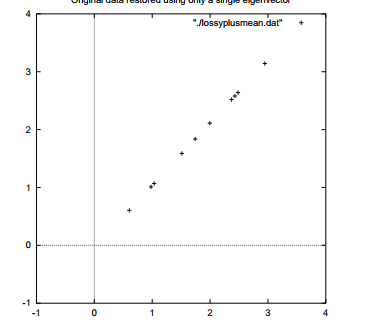 Original data restored using only a single eigenvector
"./lossyplusmean.dat"
4
3
2
1
0
-1
-1 0 1 2 3 4